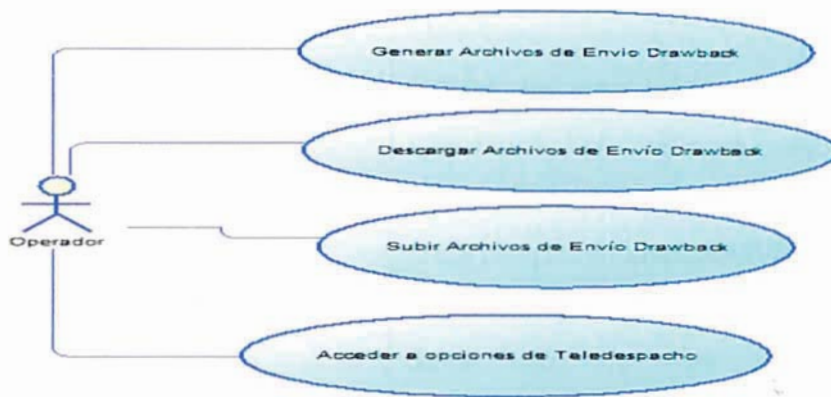 Generar Archivos de Envío Drawback
Descargar Archivos de Envío Drawback
Operador
Subir Archivos de Envío Drawback
Acceder a opciones de Teledespacho